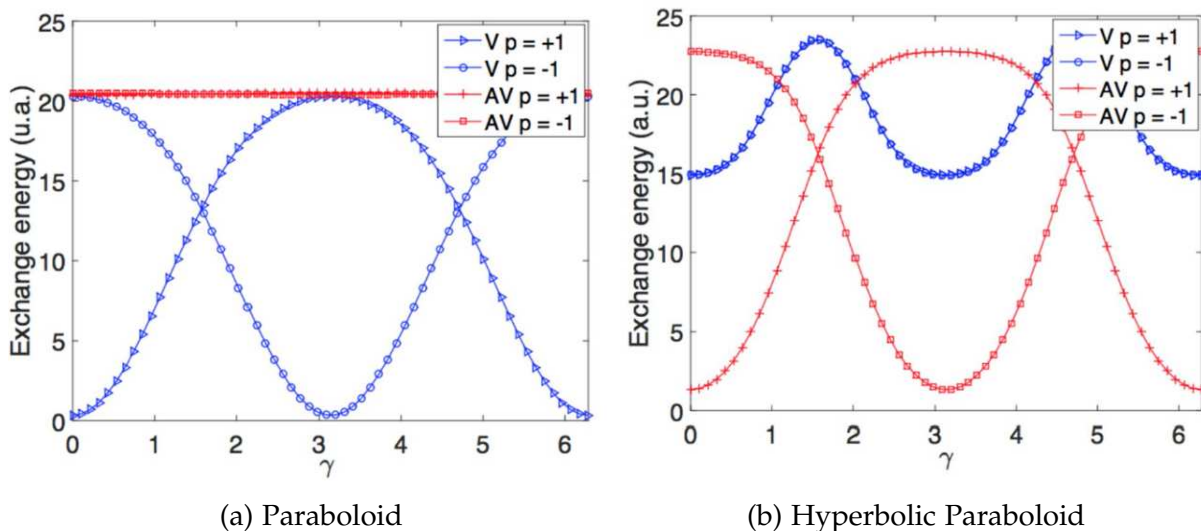 Exchange energy (u.a.)
25
20
15
10
5
0
0 1 2 3 4 5 6
γ
V p = +1
V p = -1
AV p = +1
AV p = -1
(a) Paraboloid
Exchange energy (a.u.)
25
20
15
10
5
0
0 1 2 3 4 5 6
γ
V p = +1
V p = -1
AV p = +1
AV p = -1
(b) Hyperbolic Paraboloid